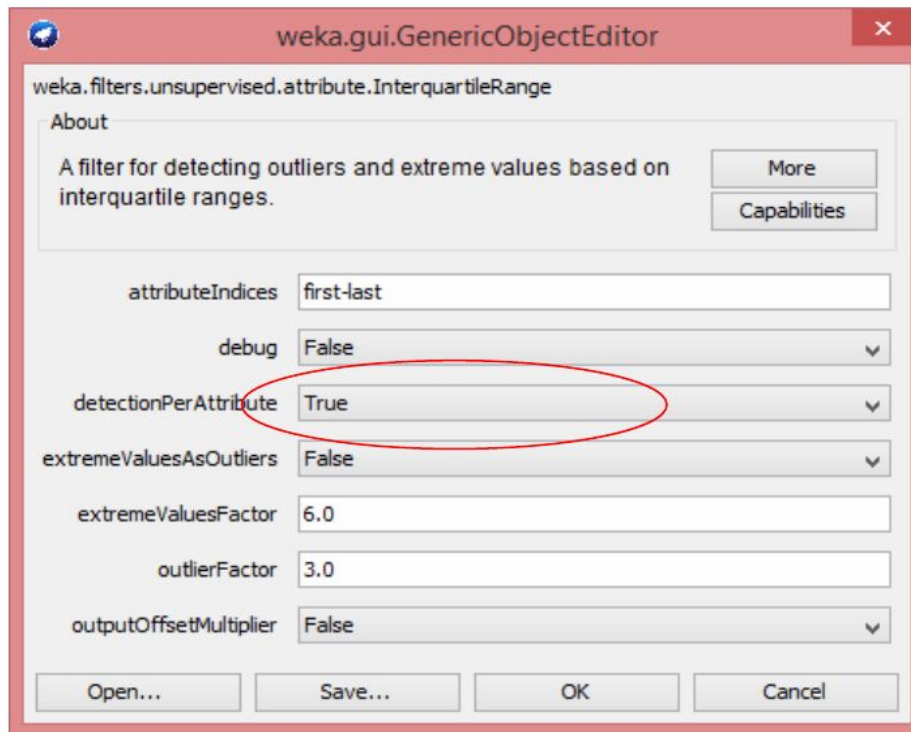 weka.gui.GenericObjectEditor
weka.filters.unsupervised.attribute.InterquartileRange
About
A filter for detecting outliers and extreme values based on
interquartile ranges.
More
Capabilities
attributeIndices first-last
debug False
detectionPerAttribute True
extremeValuesAsOutliers False
extremeValuesFactor 6.0
outlierFactor 3.0
outputOffsetMultiplier False
Open... Save... OK Cancel